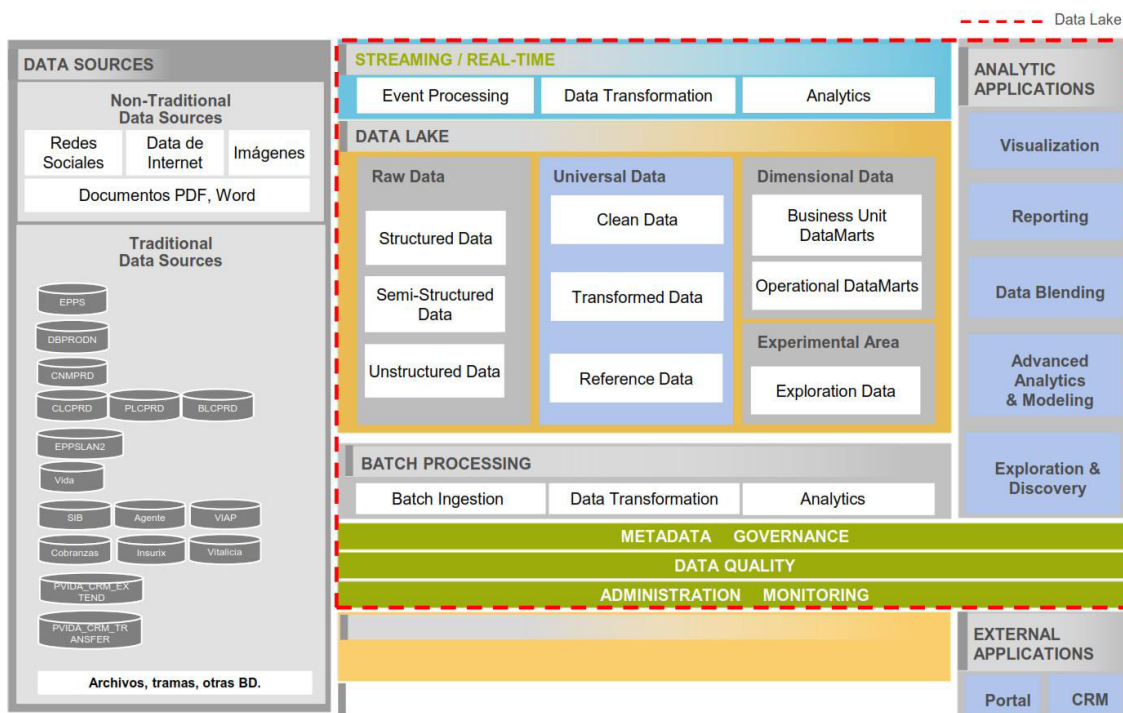 Data Lake
DATA SOURCES
Non-Traditional
Data Sources
Redes
Sociales
Data de
Internet
Imágenes
Documentos PDF, Word
Traditional
Data Sources
EPPS
DBPRODN
CNMPRD
CLCPRD
PLCPRD
BLCPRD
EPPSLAN2
Vida
SIB
Agente
VIAP
Cobranzas
Insurix
Vitalicia
PVIDA_CRM_EX
TEND
PVIDA_CRM_TR
ANSFER
Archivos, tramas, otras BD.
STREAMING / REAL-TIME
Event Processing
Data Transformation
Analytics
DATA LAKE
Raw Data
Structured Data
Semi-Structured
Data
Unstructured Data
Universal Data
Clean Data
Transformed Data
Reference Data
Dimensional Data
Business Unit
DataMarts
Operational DataMarts
Experimental Area
Exploration Data
BATCH PROCESSING
Batch Ingestion
Data Transformation
Analytics
METADATA GOVERNANCE
DATA QUALITY
ADMINISTRATION MONITORING
ANALYTIC
APPLICATIONS
Visualization
Reporting
Data Blending
Advanced
Analytics
& Modeling
Exploration &
Discovery
EXTERNAL
APPLICATIONS
Portal
CRM